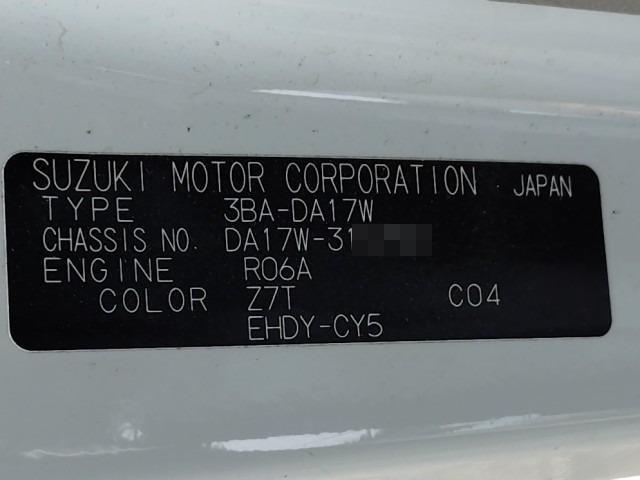 SUZUKI MOTOR CORPORATION JAPAN
TYPE 3BA-DA17W
CHASSIS NO. DA17W-31
ENGINE R06A
COLOR Z7T C04
EHDY-CY5